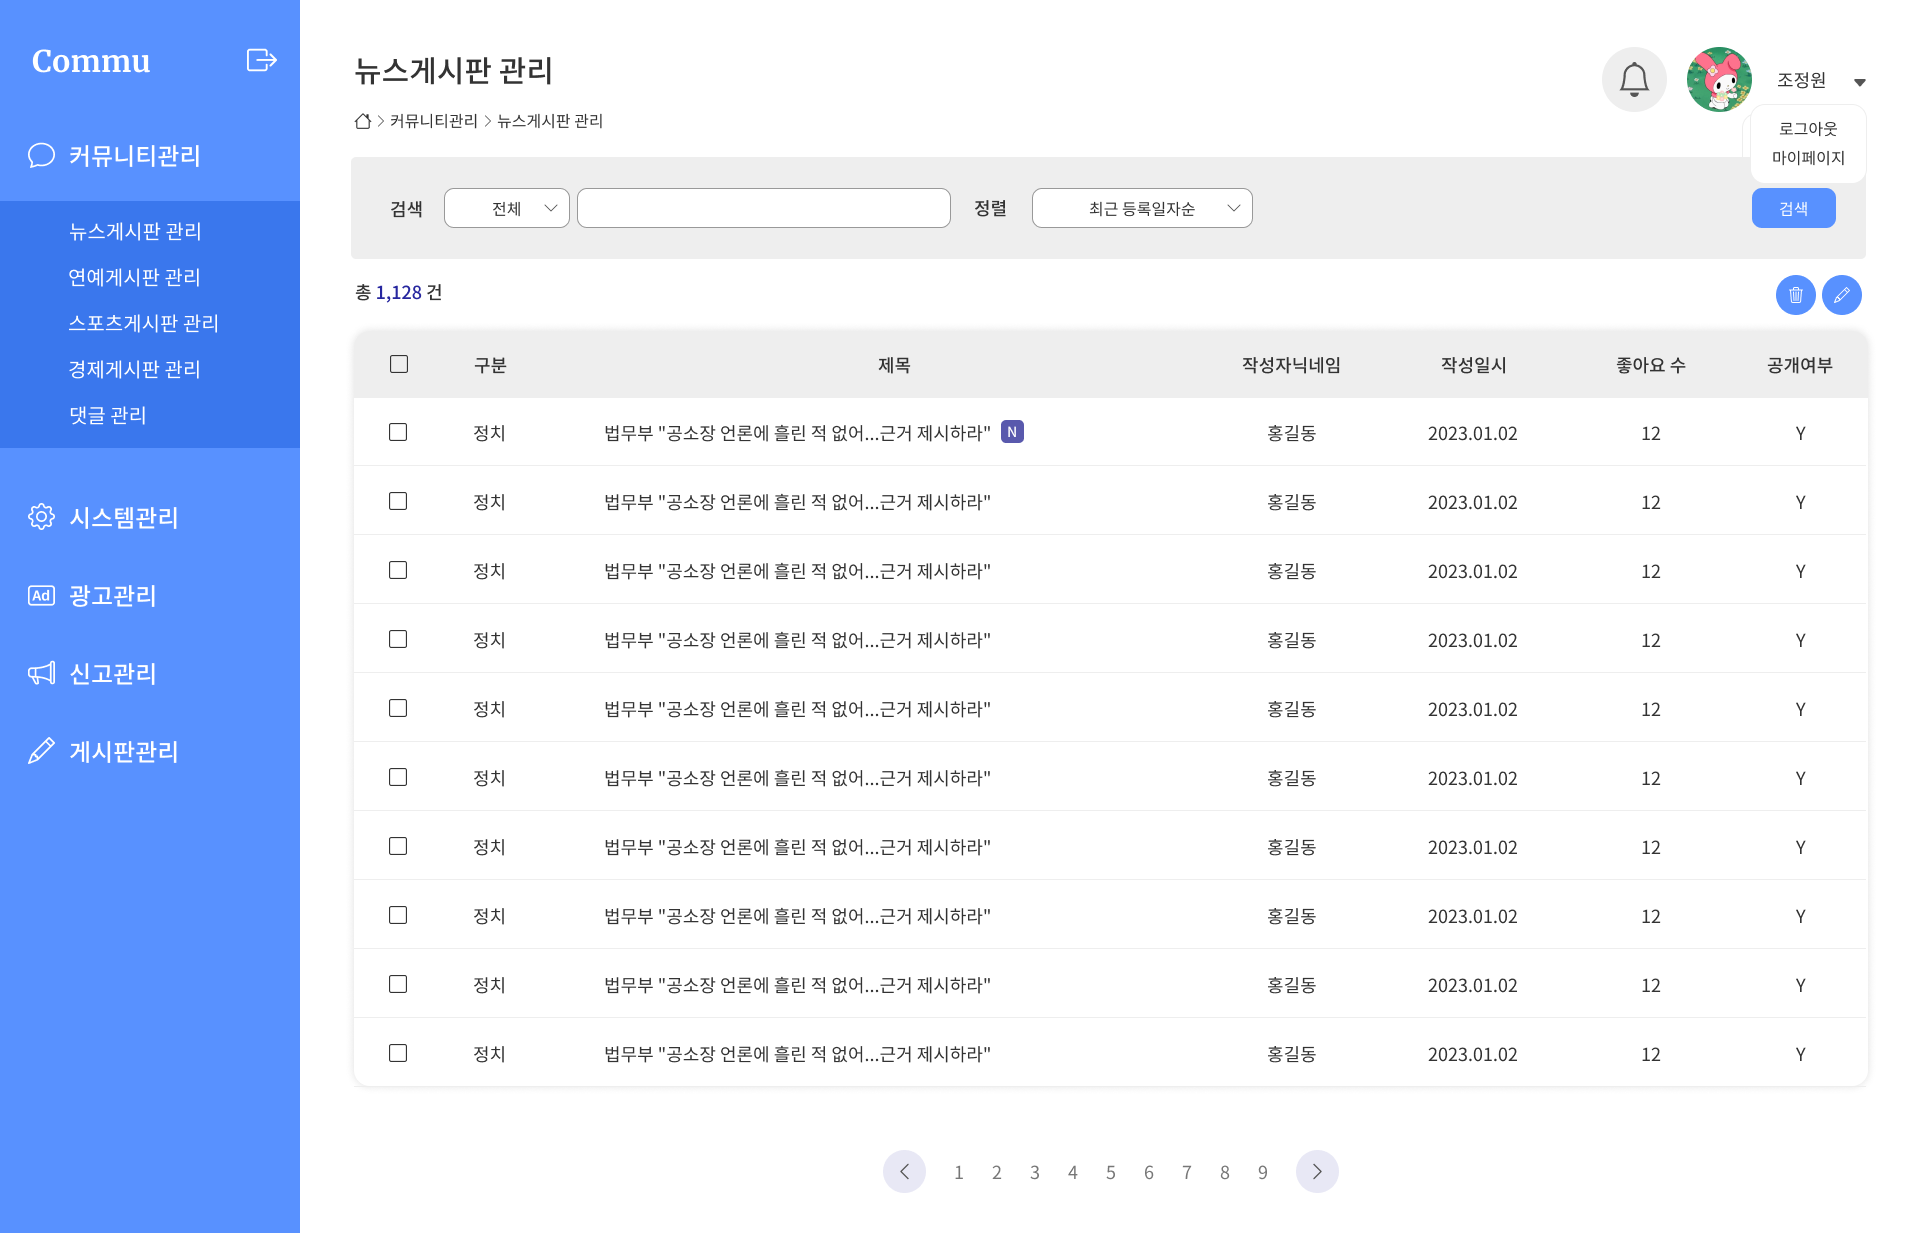 Commu
커뮤니티관리
뉴스게시판 관리
연예게시판 관리
스포츠게시판 관리
경제게시판 관리
댓글 관리
시스템관리
Ad 광고관리
신고관리
게시판관리
뉴스게시판 관리
커뮤니티관리 > 뉴스게시판 관리
조정원
로그아웃
마이페이지
검색 전체 정렬 최근 등록일자순 검색
총 1,128 건
구분 제목 작성자닉네임 작성일시 좋아요 수 공개여부
정치 법무부 "공소장 언론에 흘린 적 없어...근거 제시하라" N 홍길동 2023.01.02 12 Y
정치 법무부 "공소장 언론에 흘린 적 없어...근거 제시하라" 홍길동 2023.01.02 12 Y
정치 법무부 "공소장 언론에 흘린 적 없어...근거 제시하라" 홍길동 2023.01.02 12 Y
정치 법무부 "공소장 언론에 흘린 적 없어...근거 제시하라" 홍길동 2023.01.02 12 Y
정치 법무부 "공소장 언론에 흘린 적 없어...근거 제시하라" 홍길동 2023.01.02 12 Y
정치 법무부 "공소장 언론에 흘린 적 없어...근거 제시하라" 홍길동 2023.01.02 12 Y
정치 법무부 "공소장 언론에 흘린 적 없어...근거 제시하라" 홍길동 2023.01.02 12 Y
정치 법무부 "공소장 언론에 흘린 적 없어...근거 제시하라" 홍길동 2023.01.02 12 Y
정치 법무부 "공소장 언론에 흘린 적 없어...근거 제시하라" 홍길동 2023.01.02 12 Y
정치 법무부 "공소장 언론에 흘린 적 없어...근거 제시하라" 홍길동 2023.01.02 12 Y
1 2 3 4 5 6 7 8 9